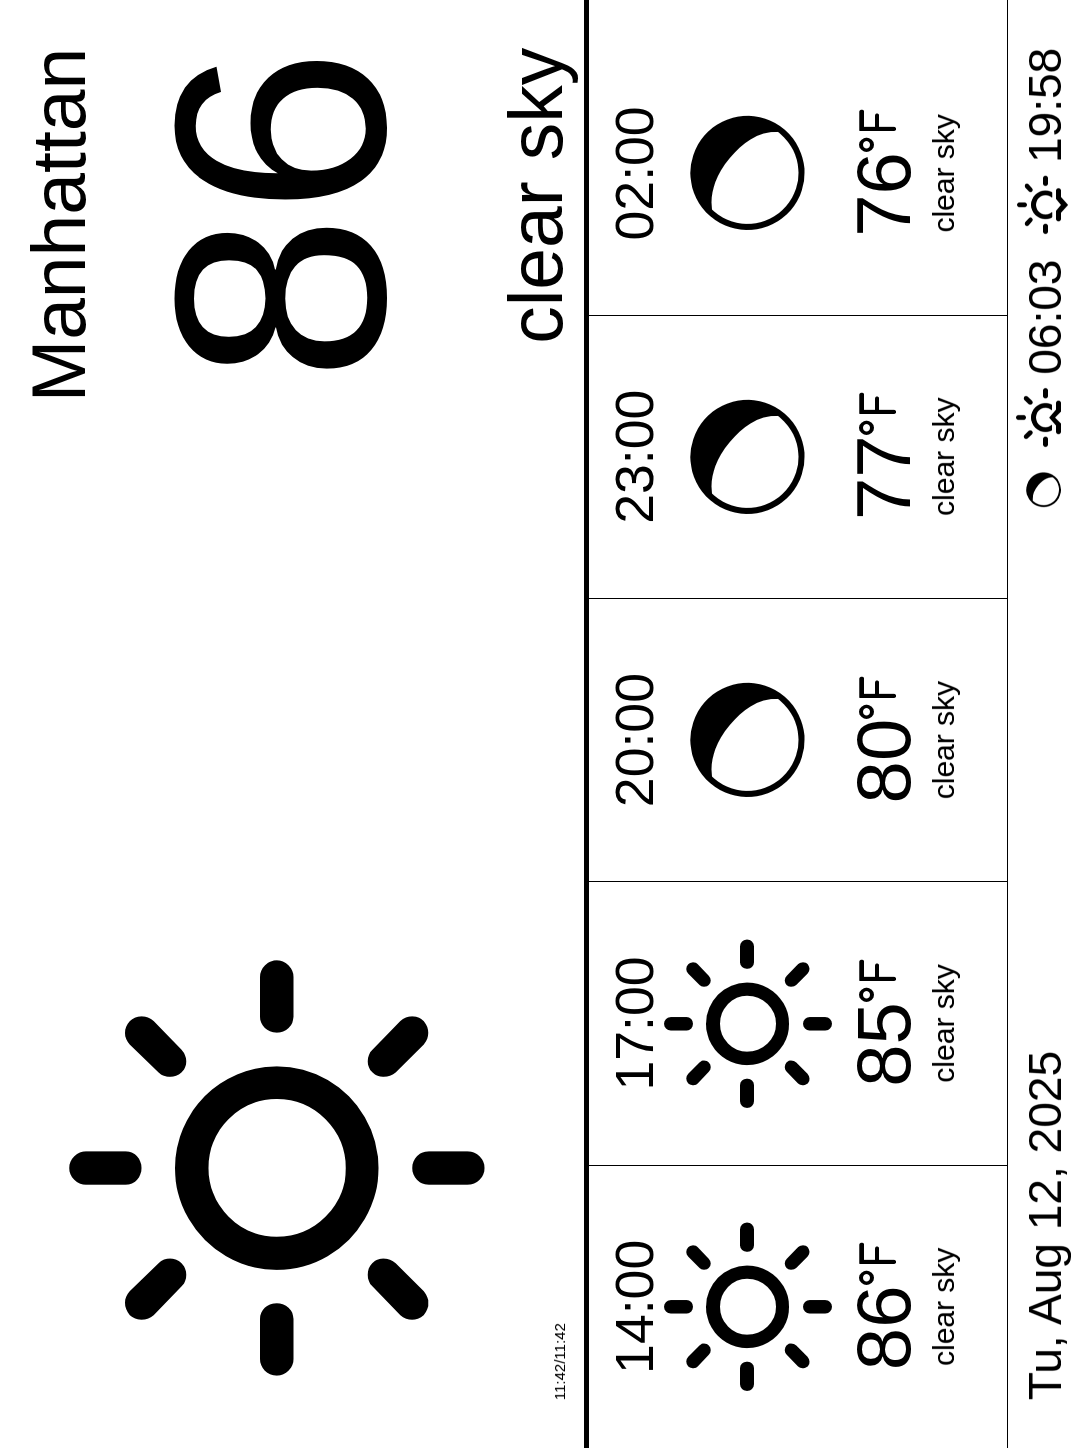 Manhattan
86
clear sky
11:42/11:42
14:00 17:00 20:00 23:00 02:00
86°F 85°F 80°F 77°F 76°F
clear sky clear sky clear sky clear sky clear sky
Tu, Aug 12, 2025 06:03 19:58